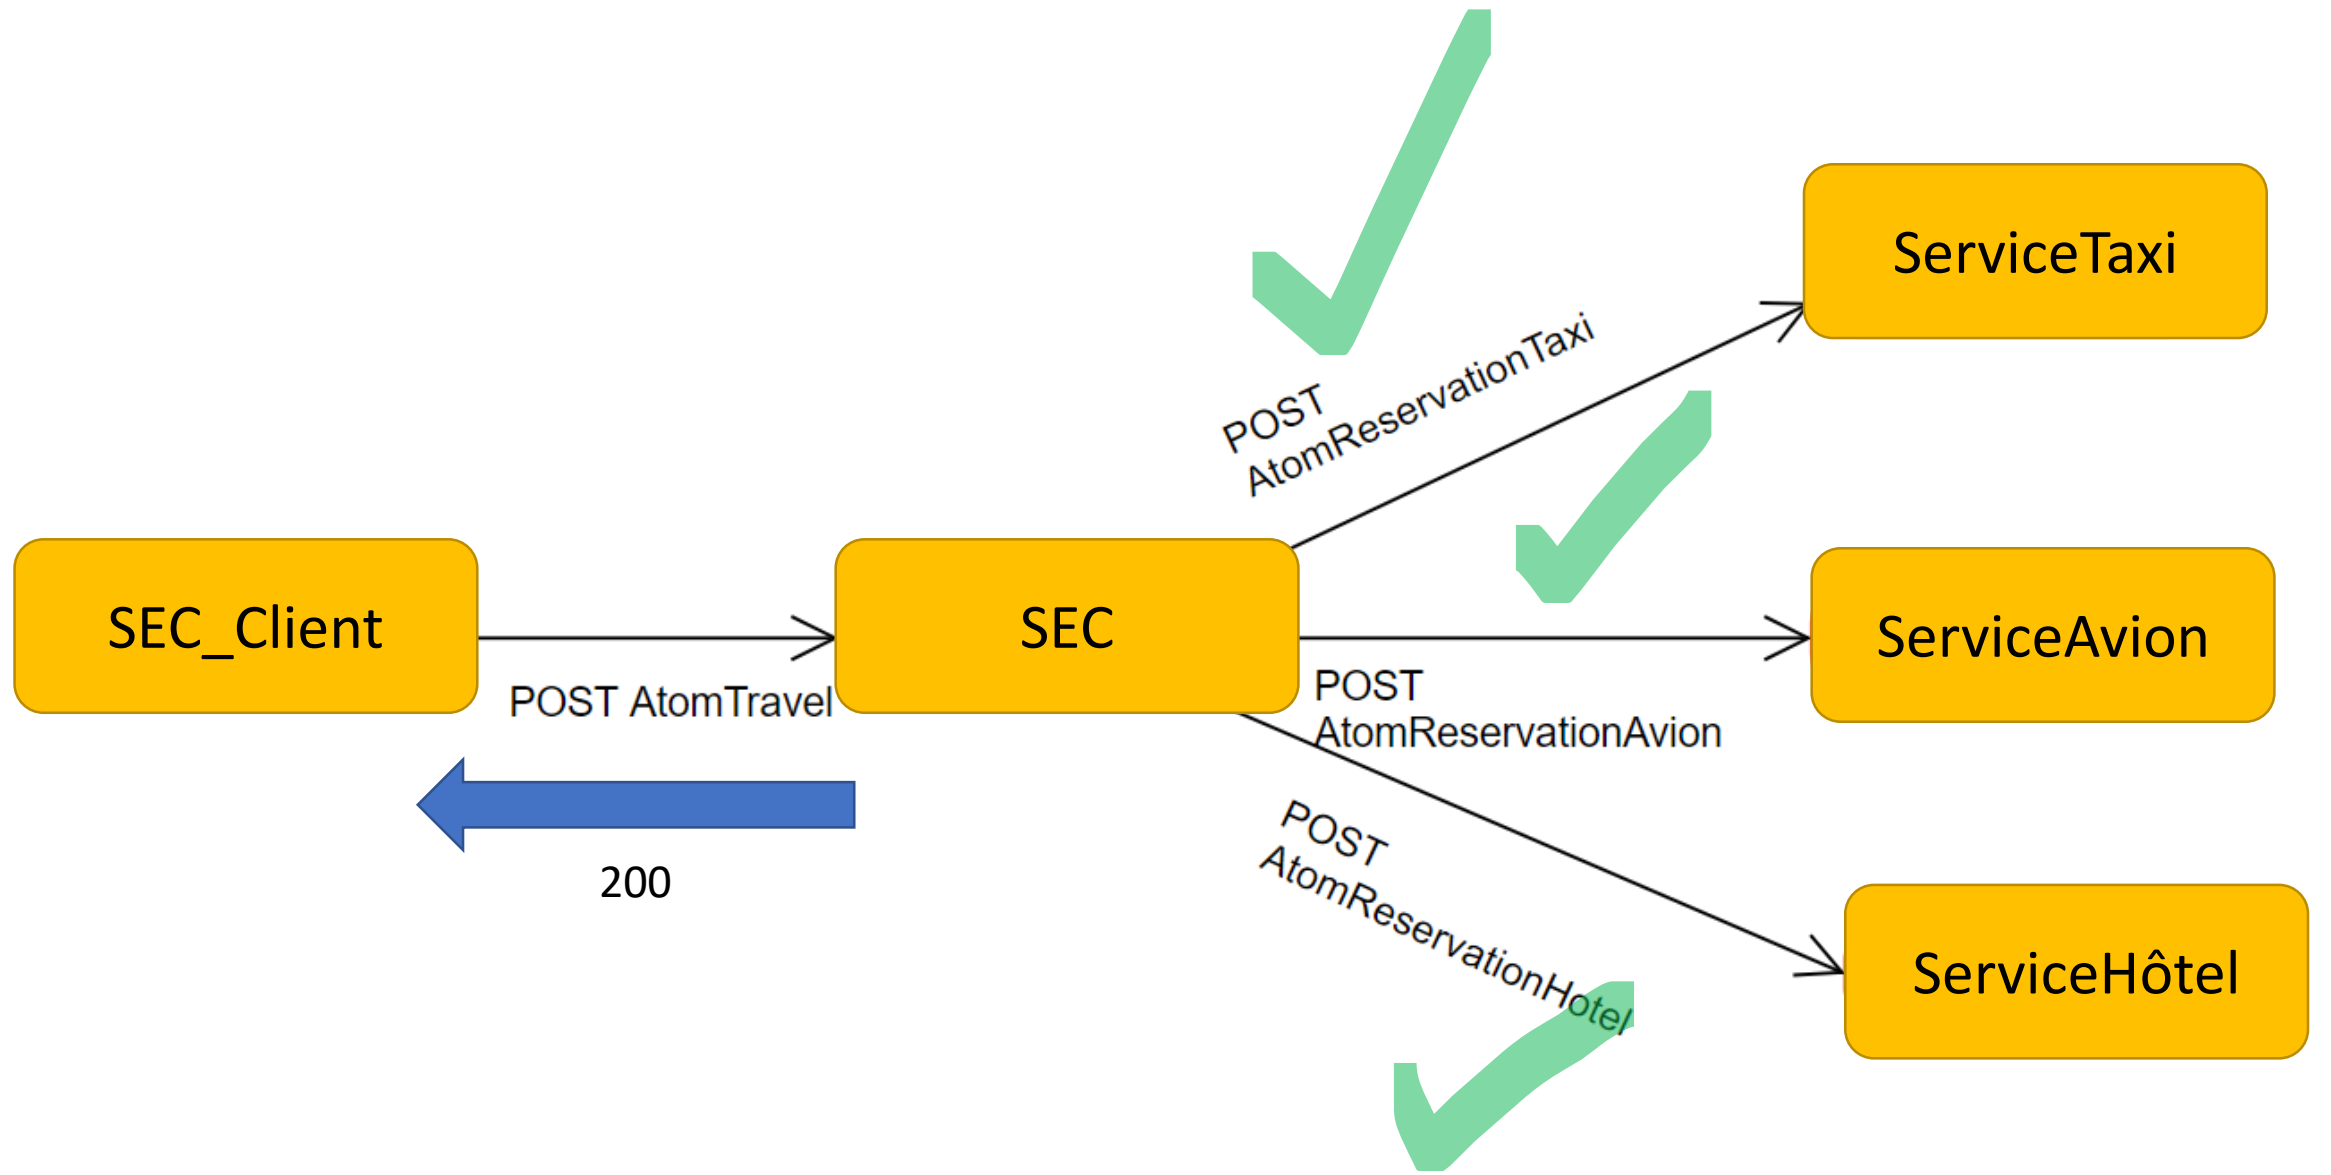 ServiceTaxi
POST
AtomReservationTaxi
SEC_Client
SEC
ServiceAvion
POST AtomTravel
POST
AtomReservationAvion
200
POST
AtomReservationHotel
ServiceHôtel